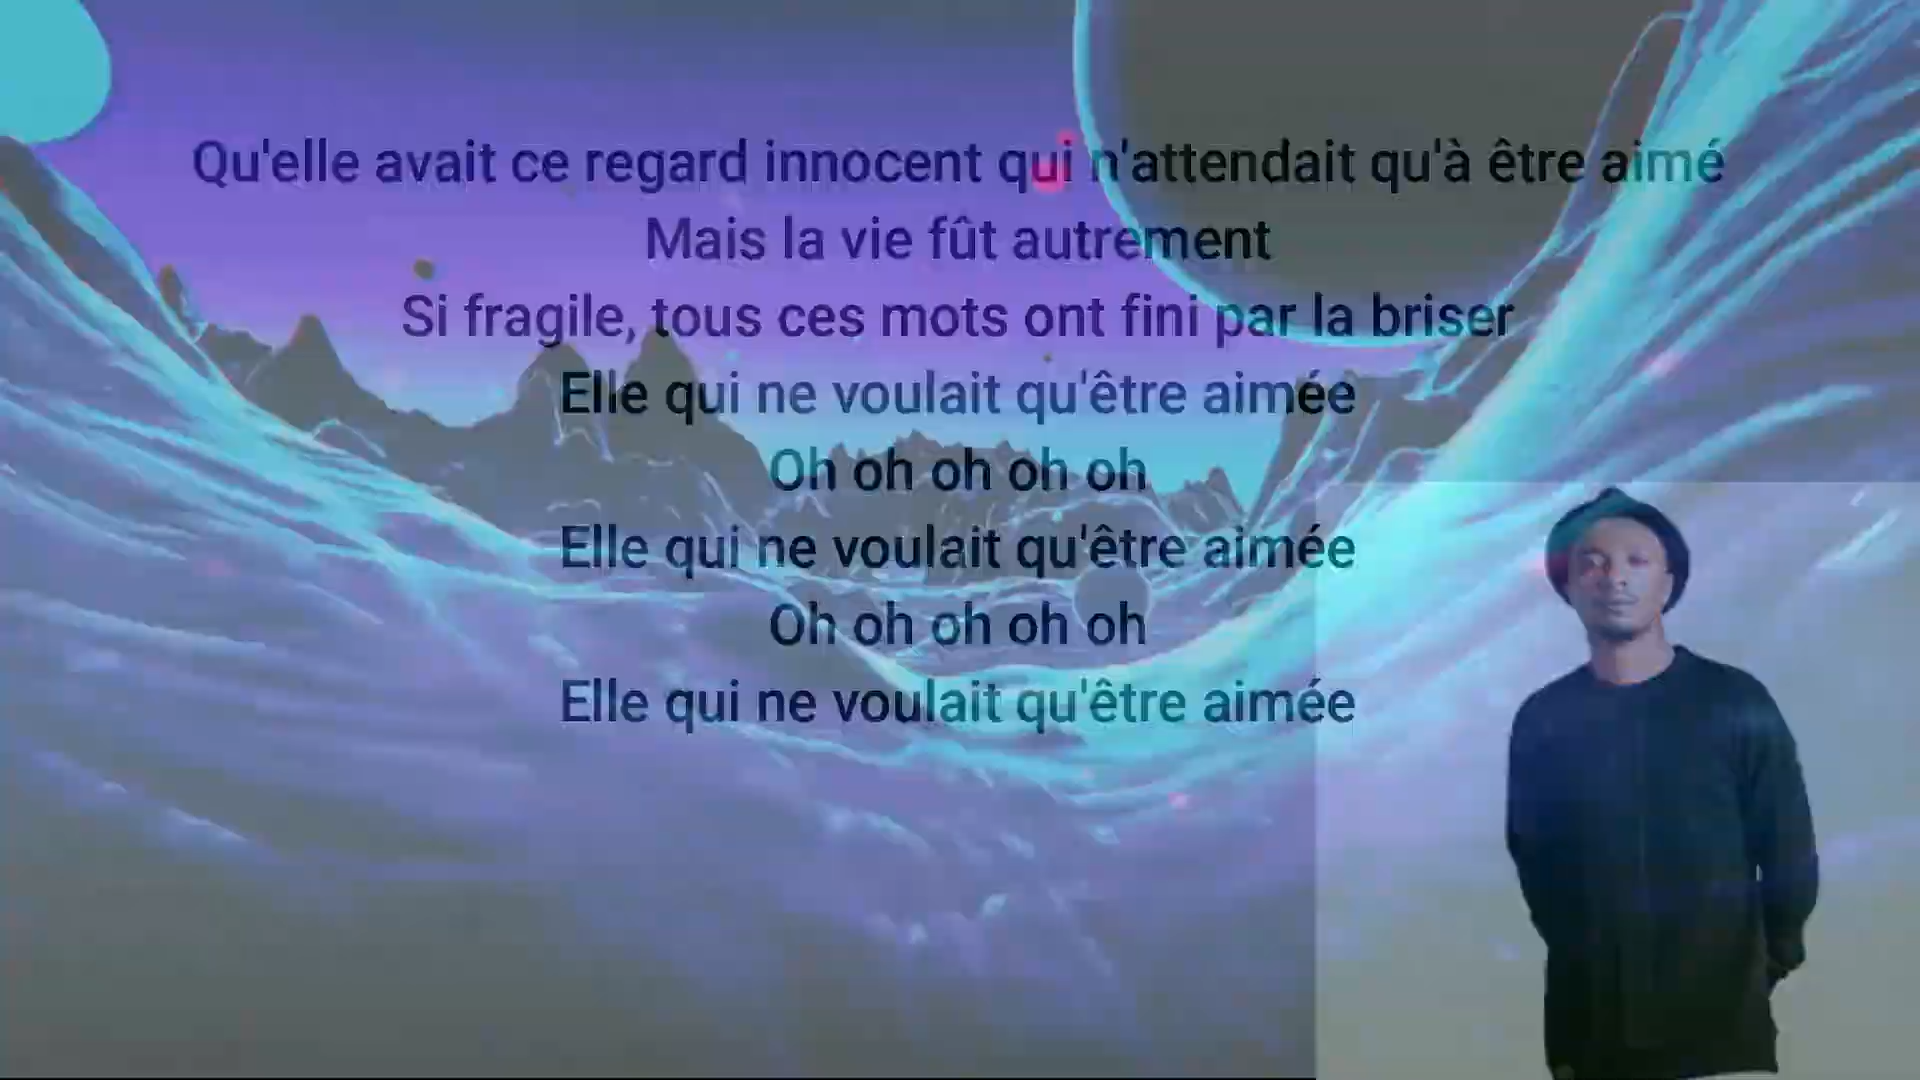 Qu'elle avait ce regard innocent qui n'attendait qu'à être aimé
Mais la vie fût autrement
Si fragile, tous ces mots ont fini par la briser
Elle qui ne voulait qu'être aimée
Oh oh oh oh oh
Elle qui ne voulait qu'être aimée
Oh oh oh oh oh
Elle qui ne voulait qu'être aimée